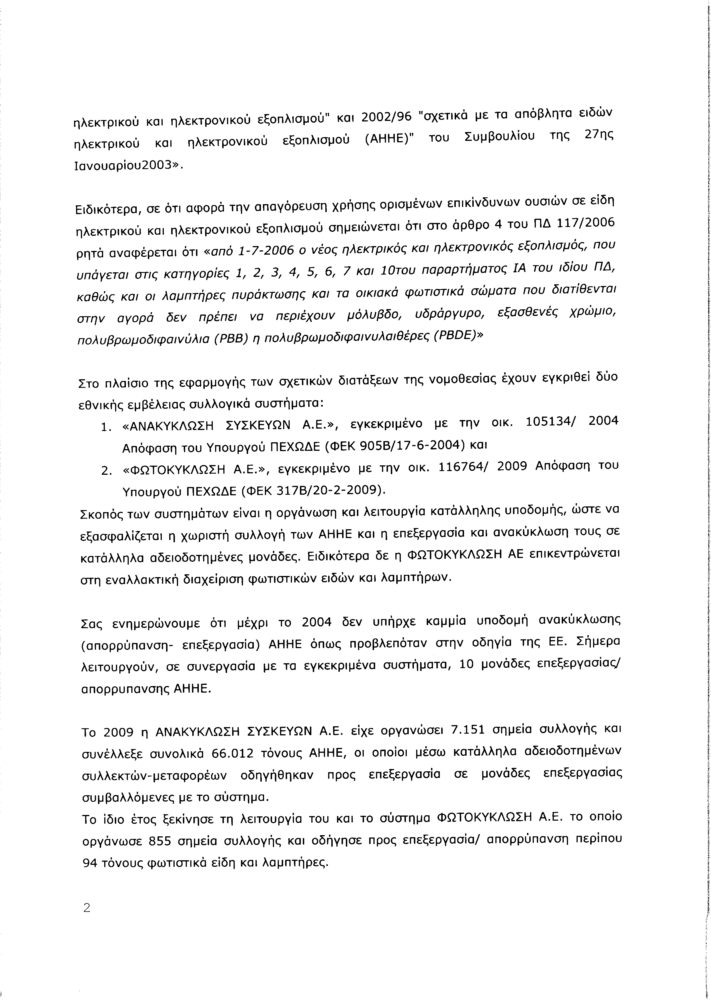 ηλεκτρικού και ηλεκτρονικού εξοπλισμού" και 2002/96 "σχετικά με τα απόβλητα ειδών
ηλεκτρικού και ηλεκτρονικού εξοπλισμού (ΑΗΗΕ)" του Συμβουλίου της 27ης
Ιανουαρίου2003».
Ειδικότερα, σε ότι αφορά την απαγόρευση χρήσης ορισμένων επικίνδυνων ουσιών σε είδη
ηλεκτρικού και ηλεκτρονικού εξοπλισμού σημειώνεται ότι στο άρθρο 4 του ΠΔ 117/2006
ρητά αναφέρεται ότι «από 1-7-2006 ο νέος ηλεκτρικός και ηλεκτρονικός εξοπλισμός, που
υπάγεται στις κατηγορίες 1, 2, 3, 4, 5, 6, 7 και 10του παραρτήματος ΙΑ του ιδίου ΠΔ,
καθώς και οι λαμπτήρες πυράκτωσης και τα οικιακά φωτιστικά σώματα που διατίθενται
στην αγορά δεν πρέπει να περιέχουν μόλυβδο, υδράργυρο, εξασθενές χρώμιο,
πολυβρωμοδιφαινύλια (PBB) η πολυβρωμοδιφαινυλαιθέρες (PBDE)»
Στο πλαίσιο της εφαρμογής των σχετικών διατάξεων της νομοθεσίας έχουν εγκριθεί δύο
εθνικής εμβέλειας συλλογικά συστήματα:
1. «ΑΝΑΚΥΚΛΩΣΗ ΣΥΣΚΕΥΩΝ Α.Ε.», εγκεκριμένο με την οικ. 105134/ 2004
Απόφαση του Υπουργού ΠΕΧΩΔΕ (ΦΕΚ 905Β/17-6-2004) και
2. «ΦΩΤΟΚΥΚΛΩΣΗ Α.Ε.», εγκεκριμένο με την οικ. 116764/ 2009 Απόφαση του
Υπουργού ΠΕΧΩΔΕ (ΦΕΚ 317Β/20-2-2009).
Σκοπός των συστημάτων είναι η οργάνωση και λειτουργία κατάλληλης υποδομής, ώστε να
εξασφαλίζεται η χωριστή συλλογή των ΑΗΗΕ και η επεξεργασία και ανακύκλωση τους σε
κατάλληλα αδειοδοτημένες μονάδες. Ειδικότερα δε η ΦΩΤΟΚΥΚΛΩΣΗ ΑΕ επικεντρώνεται
στη εναλλακτική διαχείριση φωτιστικών ειδών και λαμπτήρων.
Σας ενημερώνουμε ότι μέχρι το 2004 δεν υπήρχε καμμία υποδομή ανακύκλωσης
(απορρύπανση- επεξεργασία) ΑΗΗΕ όπως προβλεπόταν στην οδηγία της ΕΕ. Σήμερα
λειτουργούν, σε συνεργασία με τα εγκεκριμένα συστήματα, 10 μονάδες επεξεργασίας/
απορρυπανσης ΑΗΗΕ.
Το 2009 η ΑΝΑΚΥΚΛΩΣΗ ΣΥΣΚΕΥΩΝ Α.Ε. είχε οργανώσει 7.151 σημεία συλλογής και
συνέλλεξε συνολικά 66.012 τόνους ΑΗΗΕ, οι οποίοι μέσω κατάλληλα αδειοδοτημένων
συλλεκτών-μεταφορέων οδηγήθηκαν προς επεξεργασία σε μονάδες επεξεργασίας
συμβαλλόμενες με το σύστημα.
Το ίδιο έτος ξεκίνησε τη λειτουργία του και το σύστημα ΦΩΤΟΚΥΚΛΩΣΗ Α.Ε. το οποίο
οργάνωσε 855 σημεία συλλογής και οδήγησε προς επεξεργασία/ απορρύπανση περίπου
94 τόνους φωτιστικά είδη και λαμπτήρες.
2